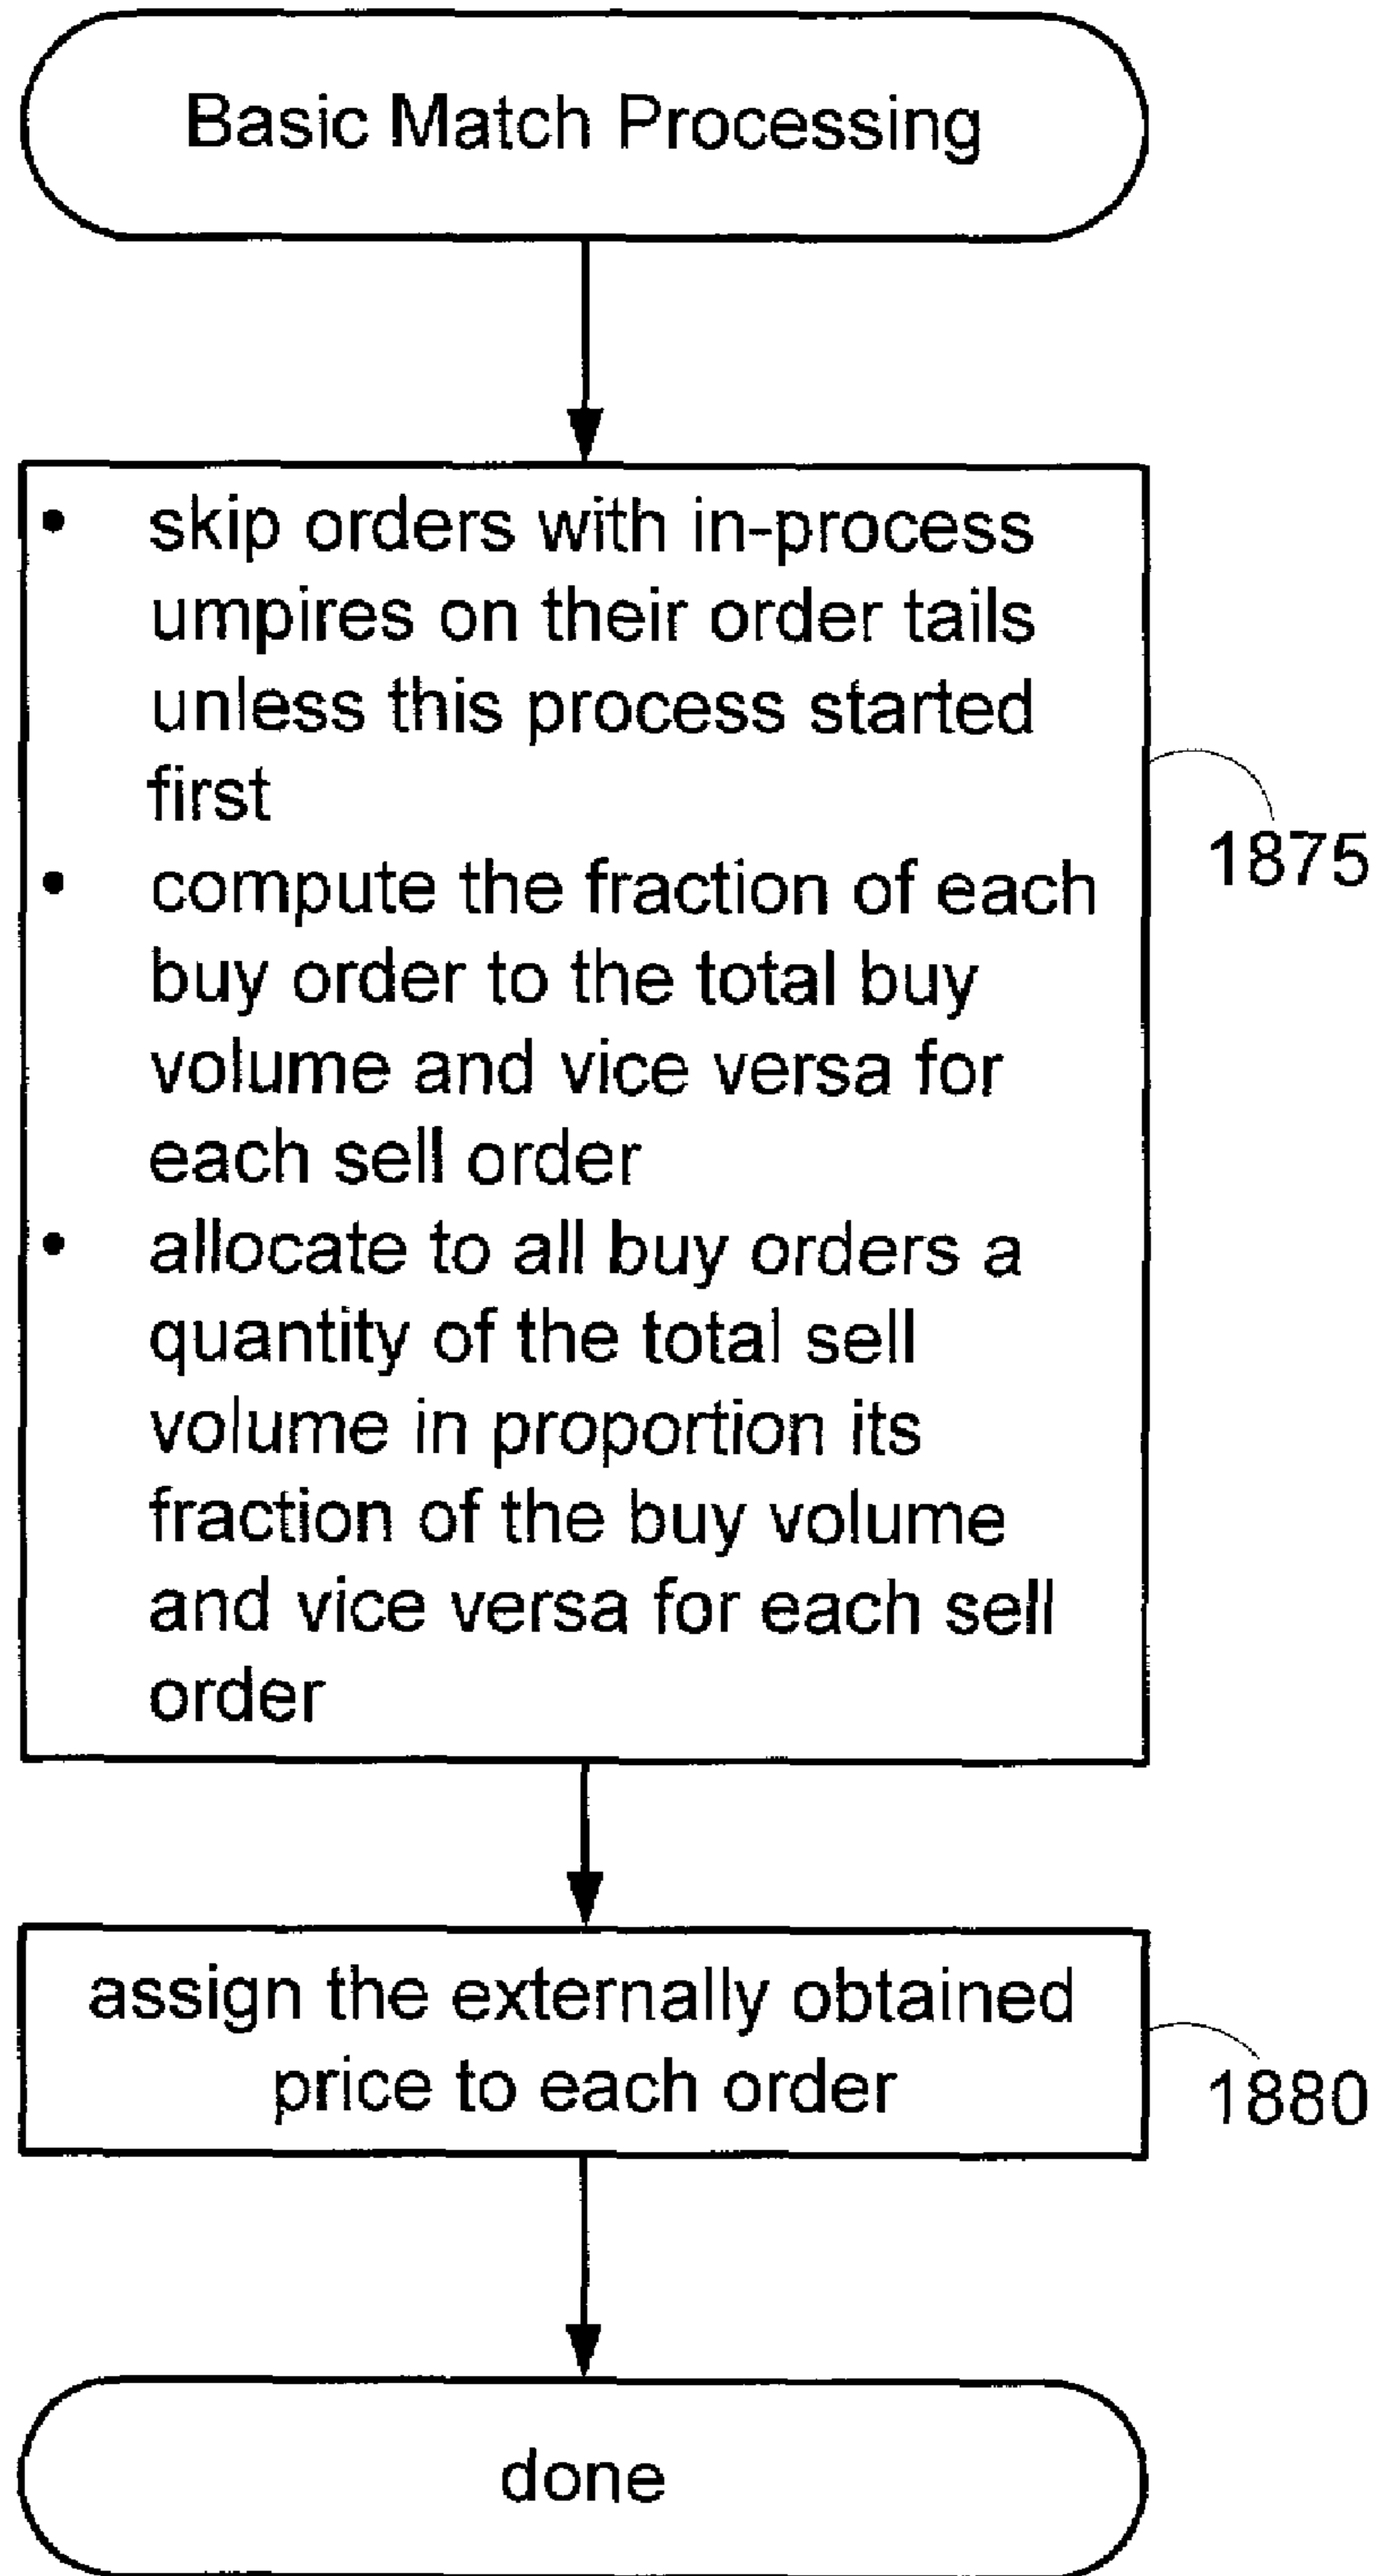 Basic Match Processing
• skip orders with in-process
umpires on their order tails
unless this process started
first
• compute the fraction of each
buy order to the total buy
volume and vice versa for
each sell order
• allocate to all buy orders a
quantity of the total sell
volume in proportion its
fraction of the buy volume
and vice versa for each sell
order
1875
assign the externally obtained
price to each order
1880
done